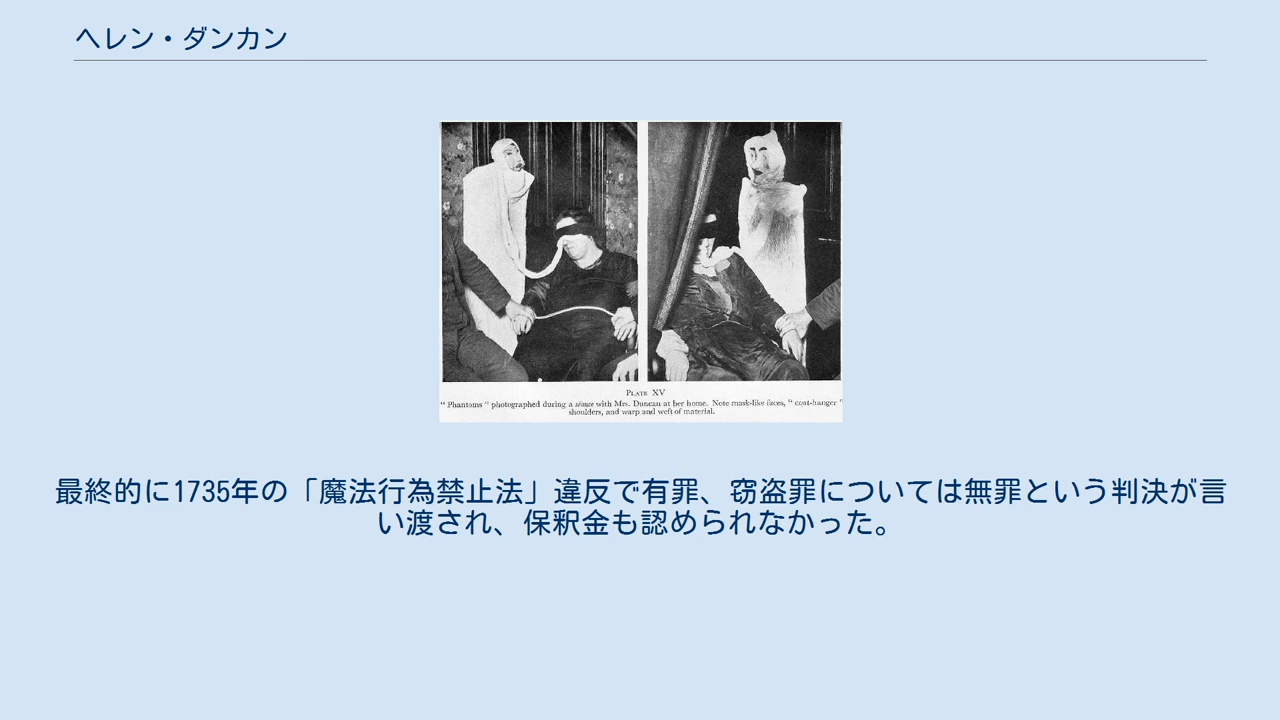 ヘレン・ダンカン
PLATE XV
“ Phantoms ” photographed during a séance with Mrs. Duncan at her home. Note mask-like faces, “ coat-hanger ”
shoulders, and warp and weft of material.
最終的に1735年の「魔法行為禁止法」違反で有罪、窃盗罪については無罪という判決が言
い渡され、保釈金も認められなかった。